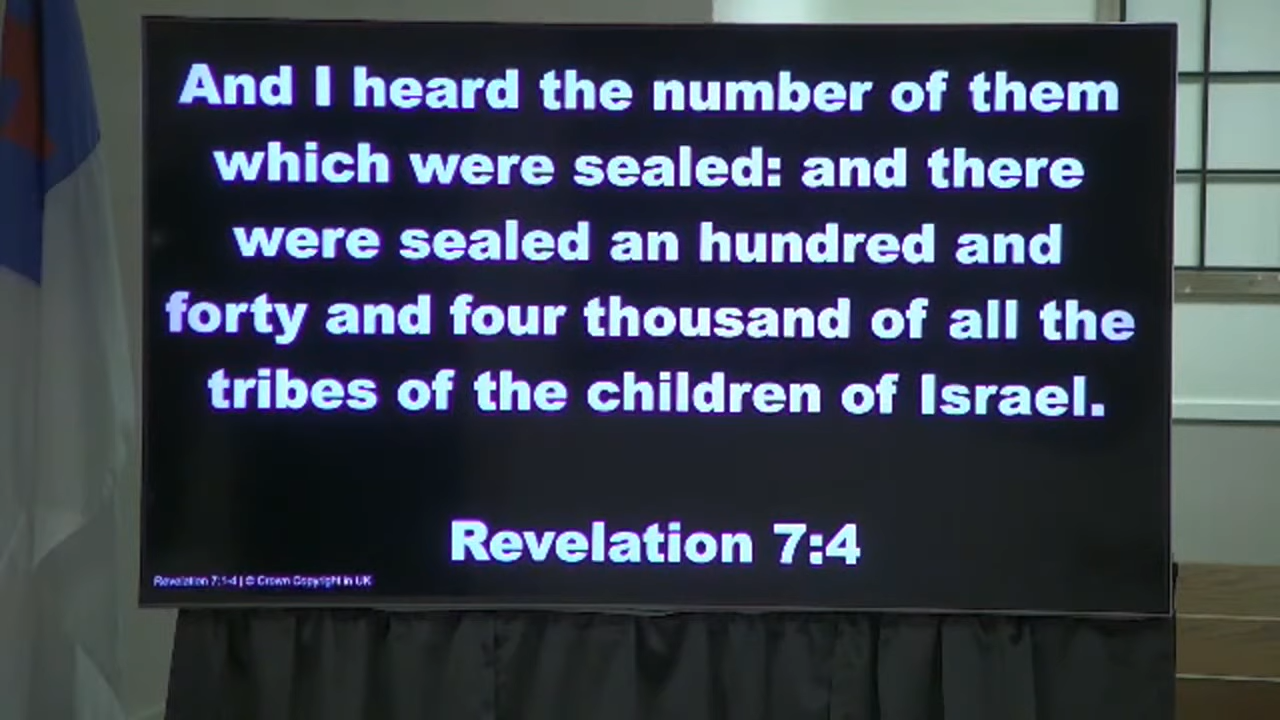 And I heard the number of them
which were sealed: and there
were sealed an hundred and
forty and four thousand of all the
tribes of the children of Israel.
Revelation 7:4
Revelation 7:1-4 | © Crown Copyright in UK